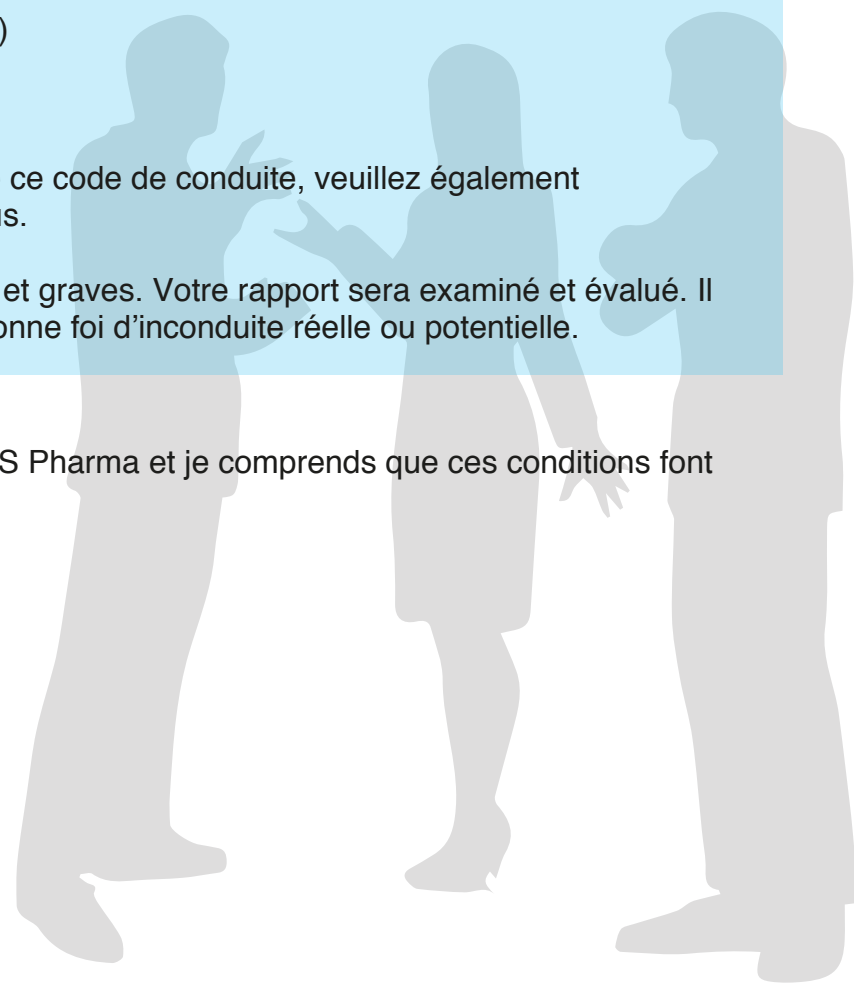 )
ce code de conduite, veuillez également
us.
et graves. Votre rapport sera examiné et évalué. Il
onne foi d’inconduite réelle ou potentielle.
S Pharma et je comprends que ces conditions font